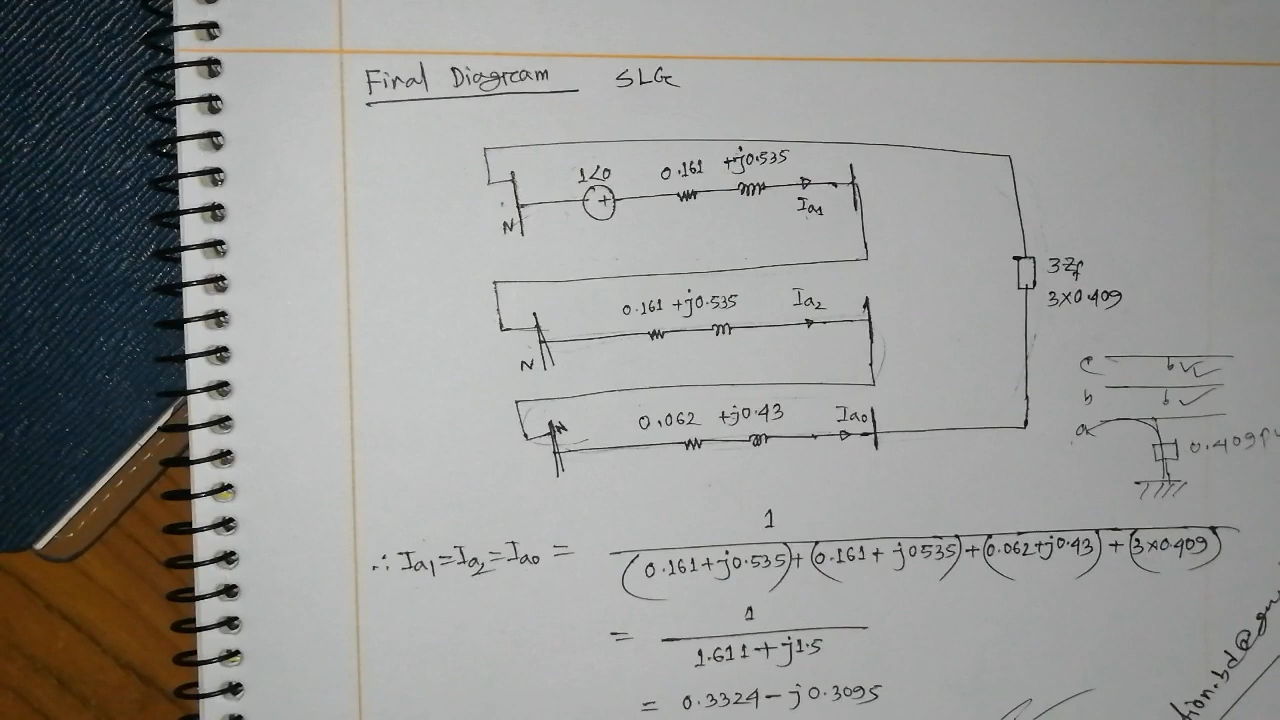 Final Diagram SLG
1∠0 0.161 +j0.535
Ia1
N
3Zf
3×0.409
0.161 +j0.535 Ia2
N
0.062 +j0.43 Ia0
N
c
b
a
0.409
∴ Ia1=Ia2=Ia0 = 1
(0.161+j0.535)+(0.161+j0535)+(0.062+j0.43)+(3×0.409)
= 1
1.611+j1.5
= 0.3324-j0.3095